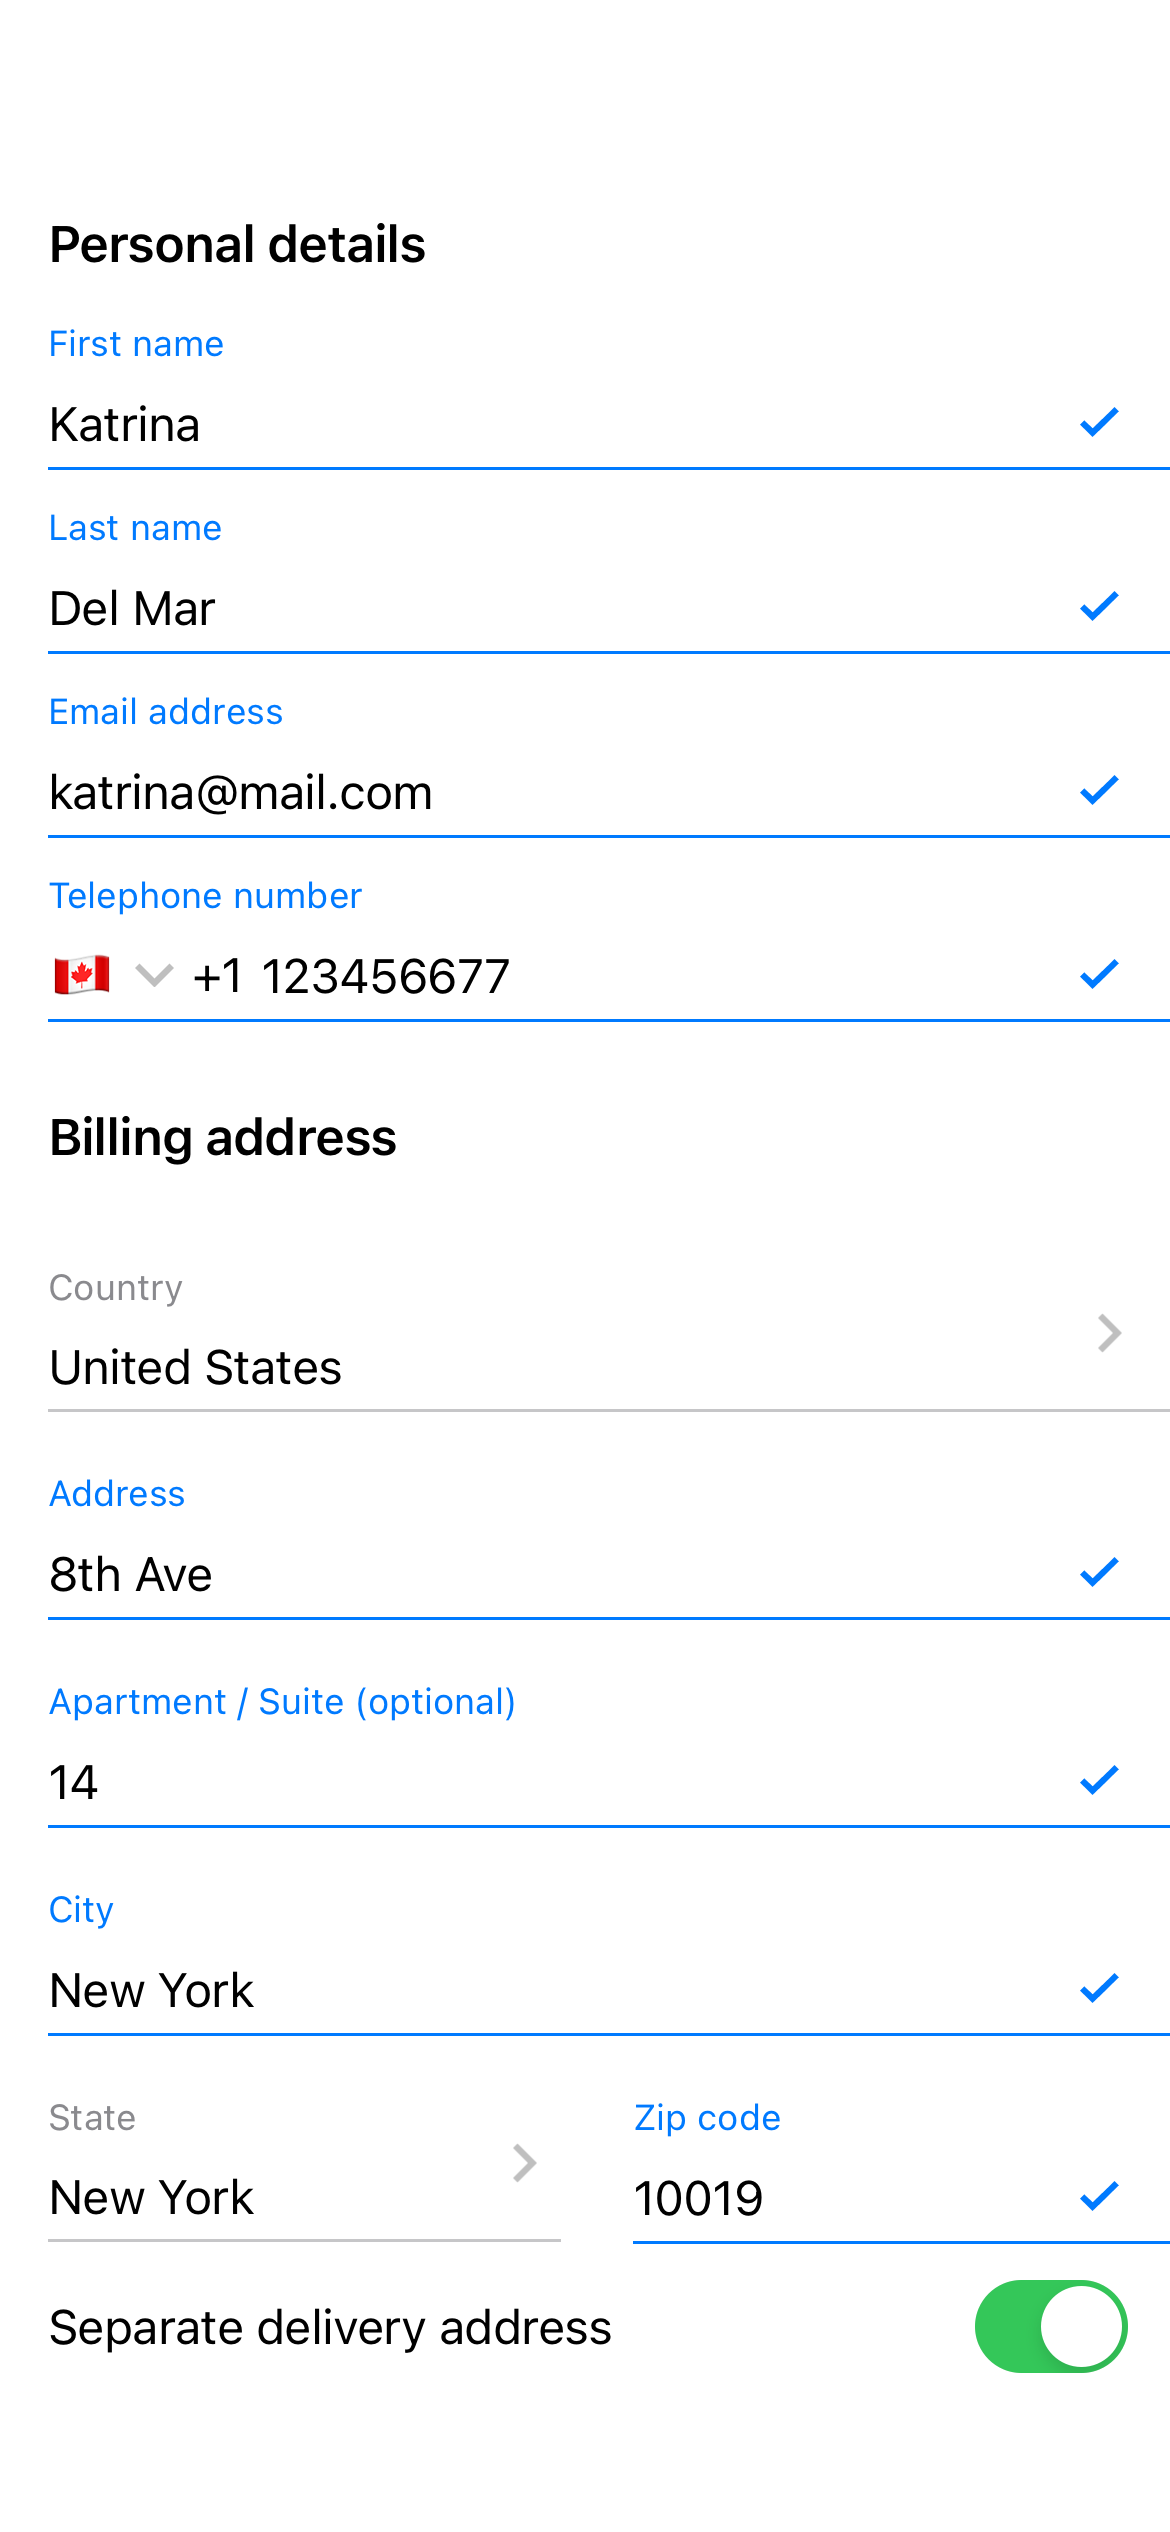 Personal details
First name
Katrina
Last name
Del Mar
Email address
katrina@mail.com
Telephone number
+1 123456677
Billing address
Country
United States
Address
8th Ave
Apartment / Suite (optional)
14
City
New York
State
New York
Zip code
10019
Separate delivery address